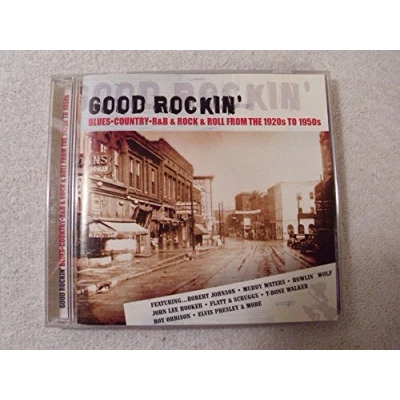 GOOD ROCKIN'
GOOD ROCKIN'
BLUES•COUNTRY•R&B & ROCK & ROLL FROM THE 1920s TO 1950s
FEATURING...ROBERT JOHNSON • MUDDY WATERS • HOWLIN' WOLF
JOHN LEE HOOKER • FLATT & SCRUGGS • T-BONE WALKER
ROY ORBISON • ELVIS PRESLEY & MORE
GOOD ROCKIN' BLUES•COUNTRY•R&B & ROCK & ROLL FROM THE 1920s TO 1950s